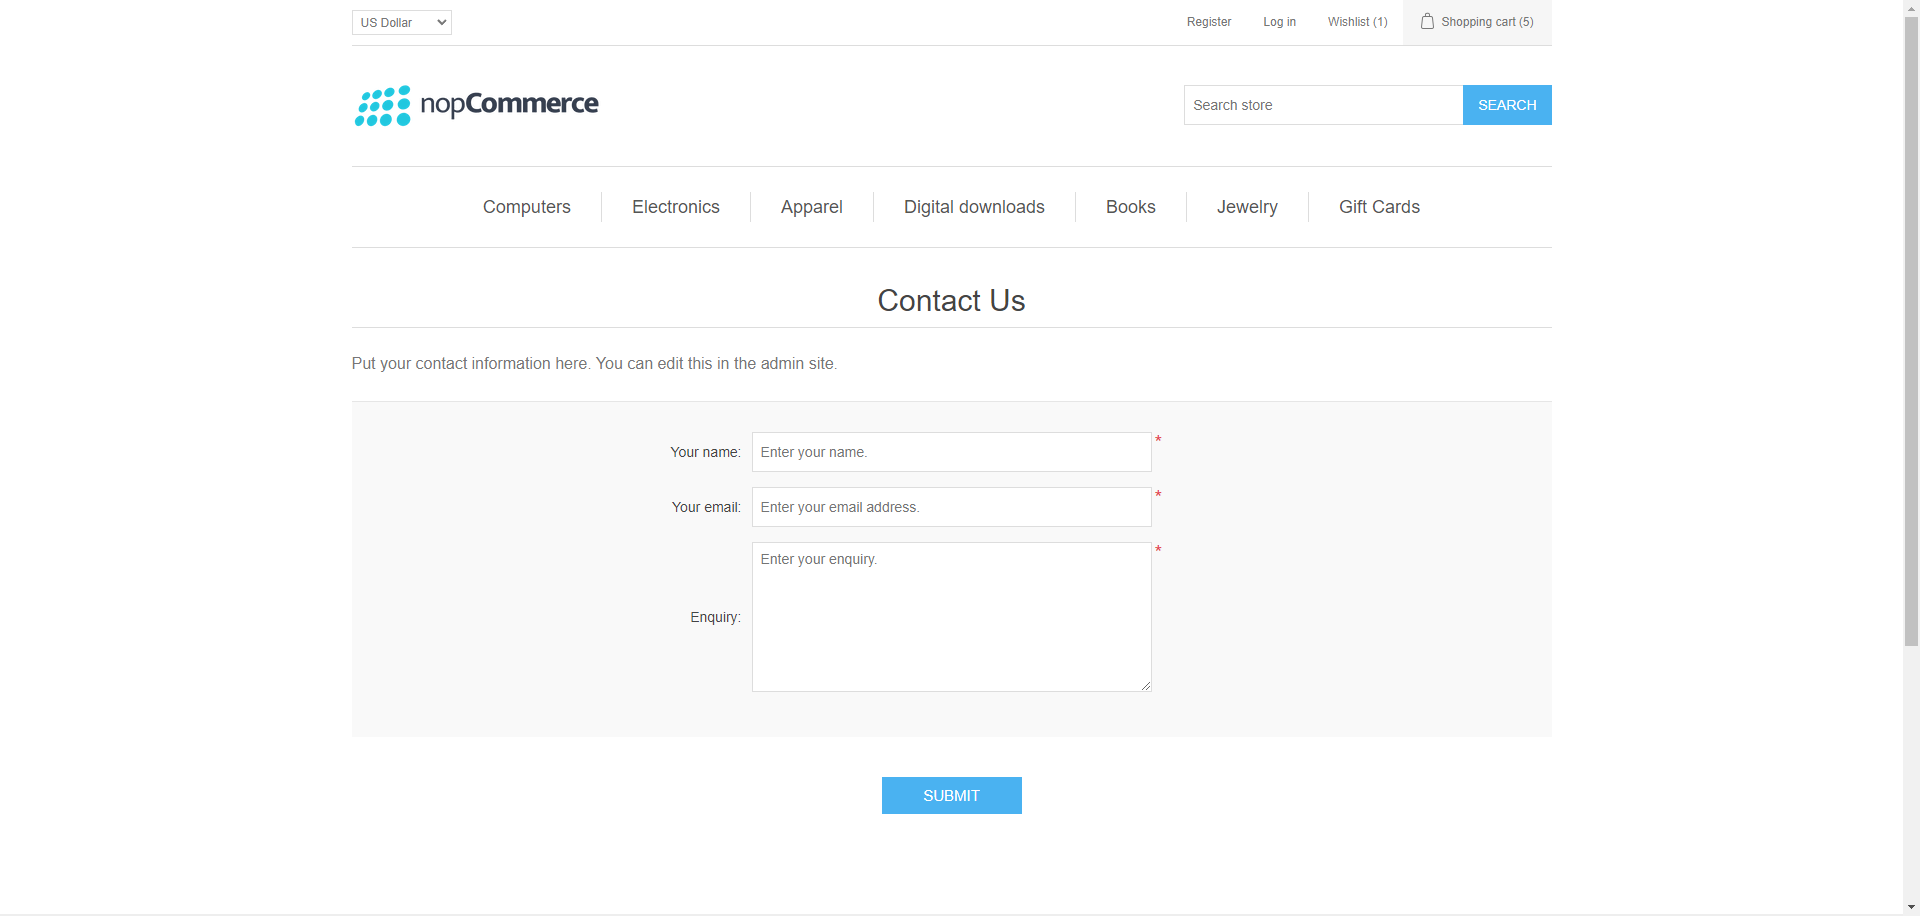 US Dollar
Register
Log in
Wishlist (1)
Shopping cart (5)
nopCommerce
Search store
SEARCH
Computers
Electronics
Apparel
Digital downloads
Books
Jewelry
Gift Cards
Contact Us
Put your contact information here. You can edit this in the admin site.
Your name:
Enter your name.
*
Your email:
Enter your email address.
*
Enquiry:
Enter your enquiry.
*
SUBMIT